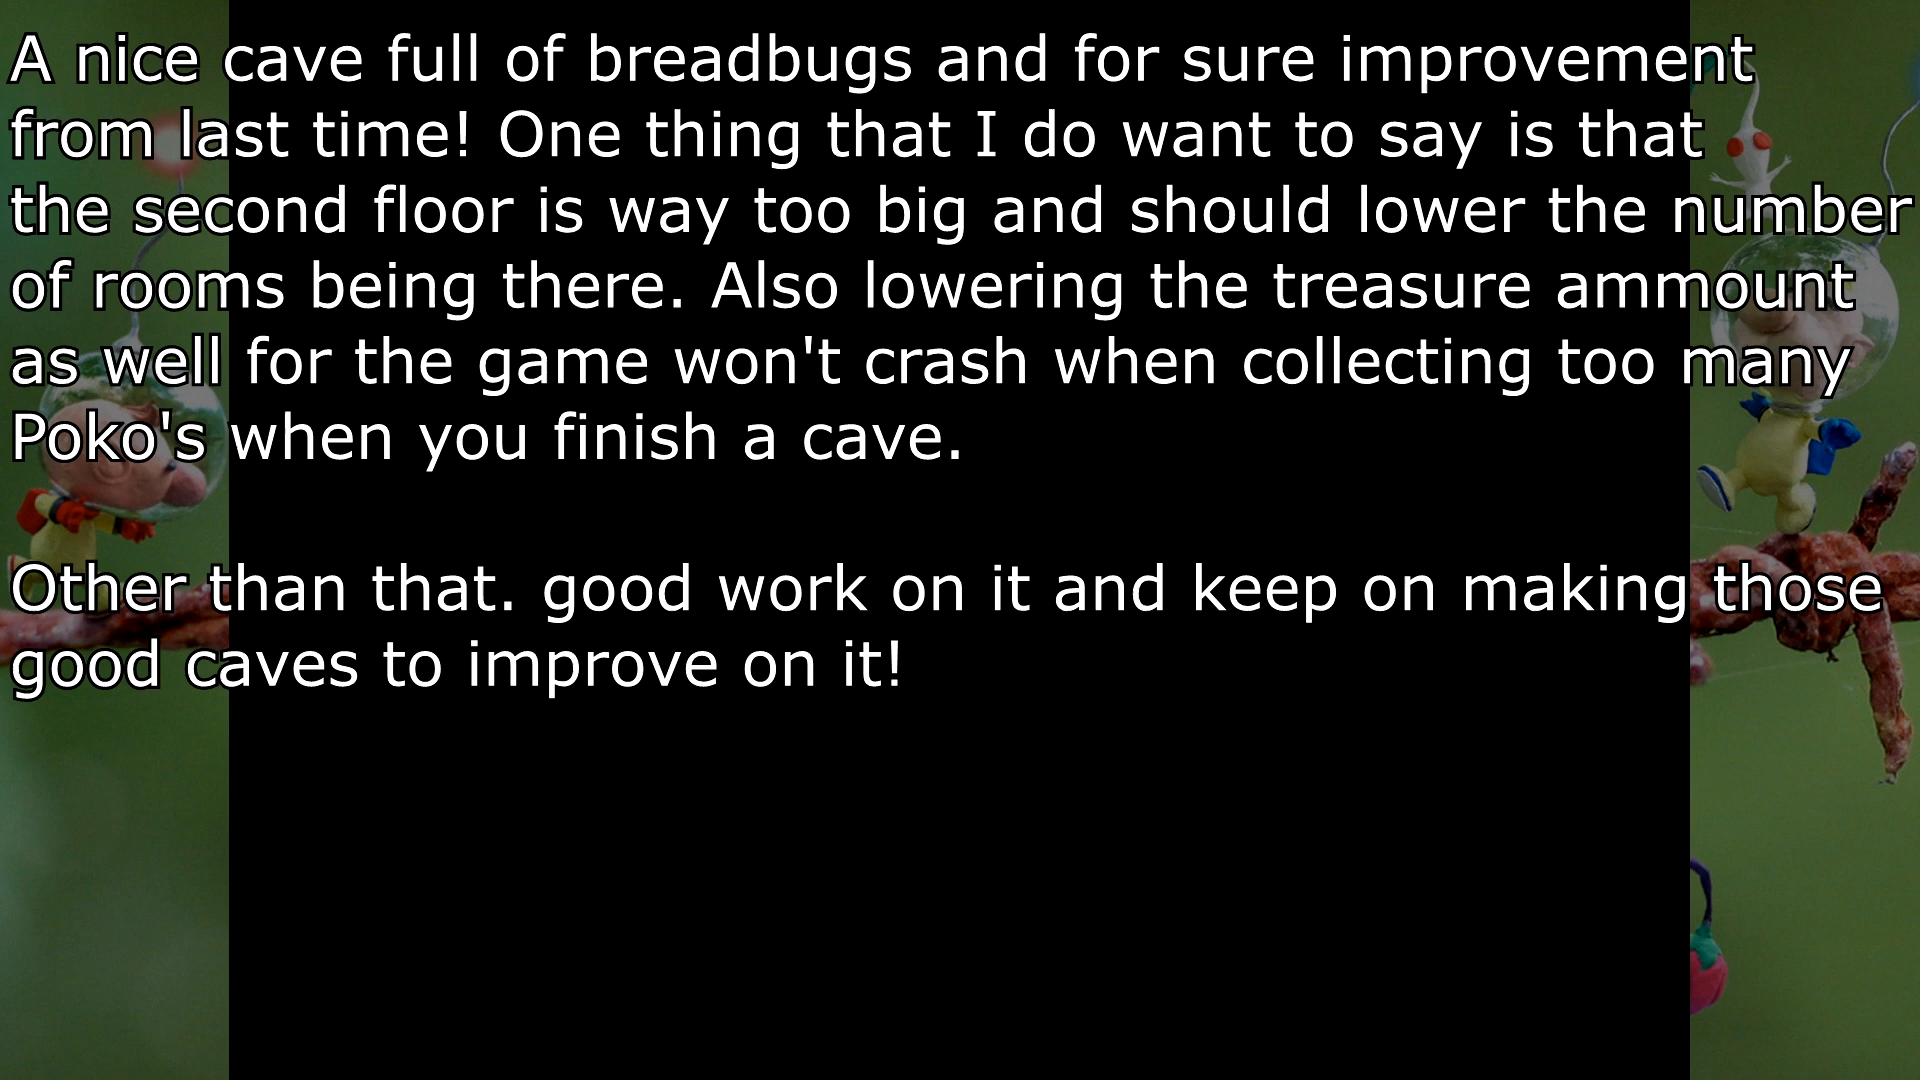 A nice cave full of breadbugs and for sure improvement
from last time! One thing that I do want to say is that
the second floor is way too big and should lower the number
of rooms being there. Also lowering the treasure ammount
as well for the game won't crash when collecting too many
Poko's when you finish a cave.
Other than that. good work on it and keep on making those
good caves to improve on it!